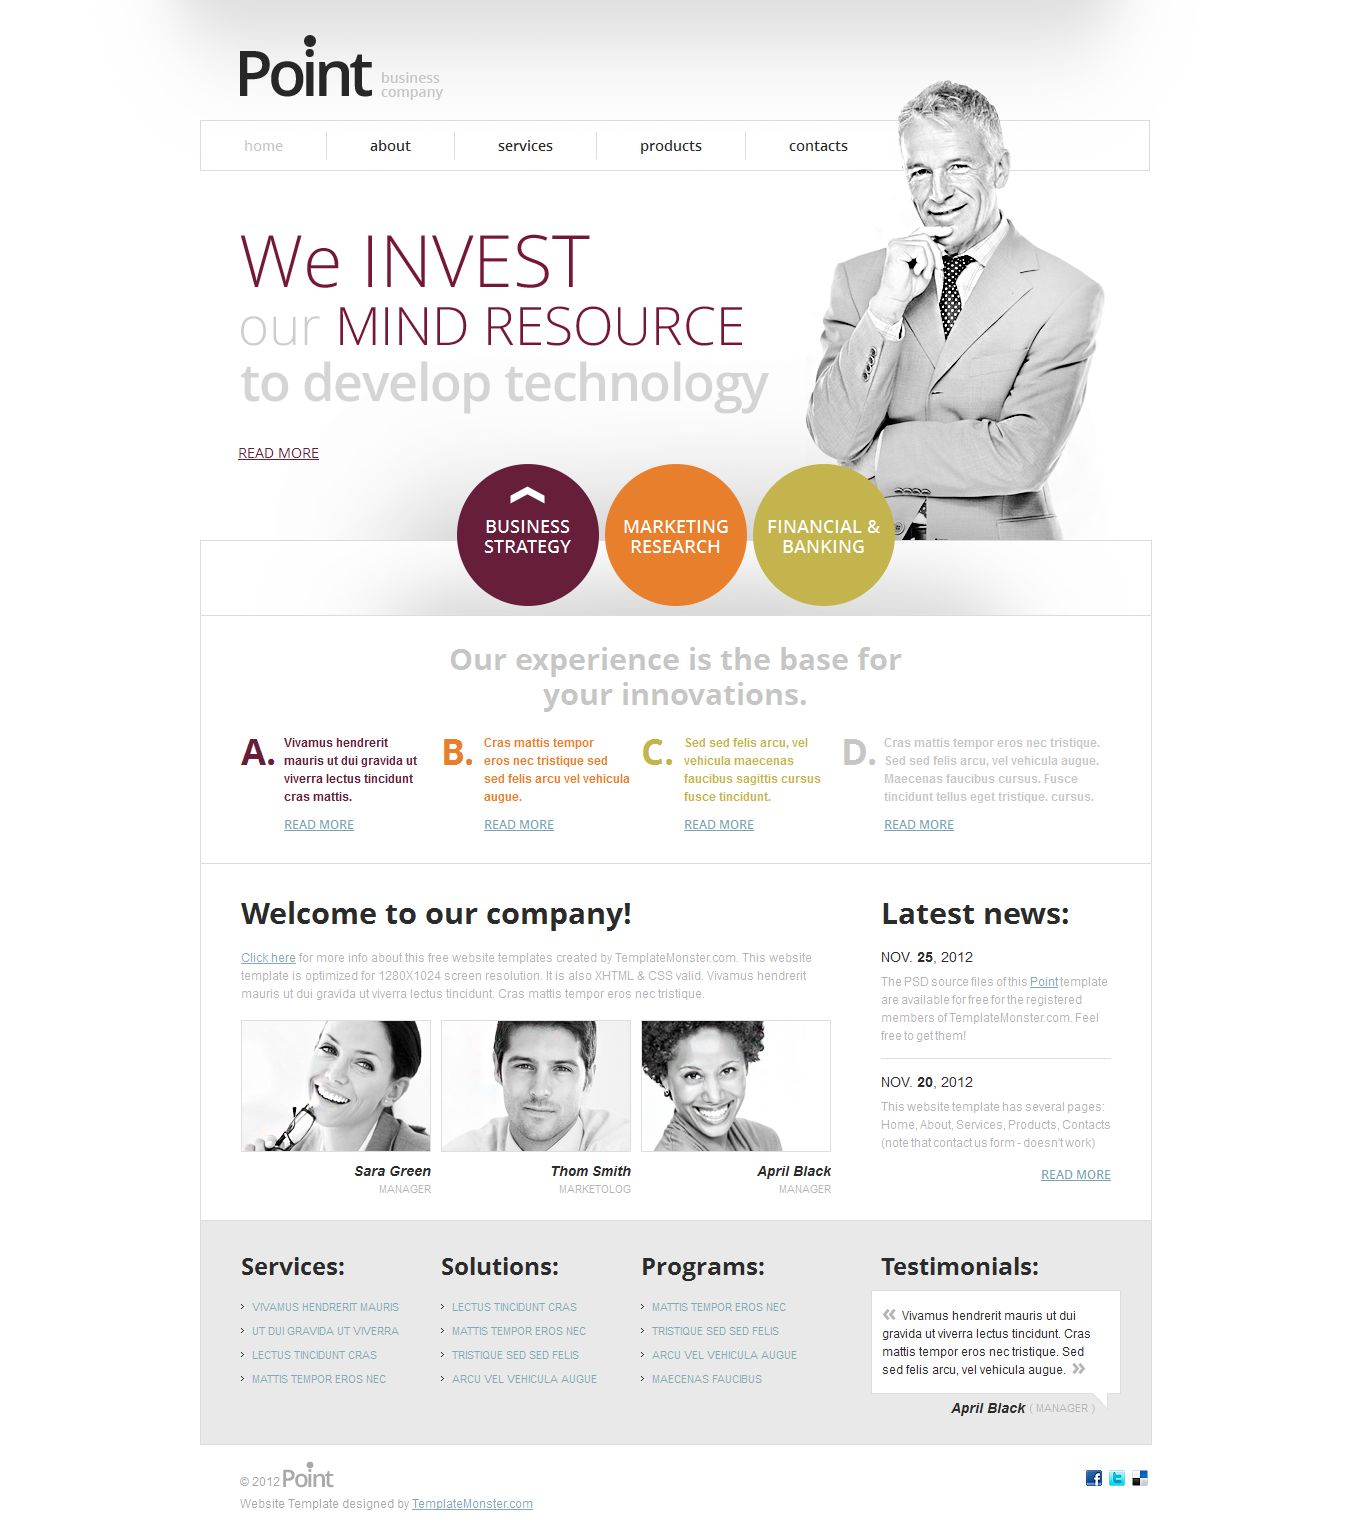 Point business
company
home about services products contacts
We INVEST
our MIND RESOURCE
to develop technology
READ MORE
BUSINESS
STRATEGY
MARKETING
RESEARCH
FINANCIAL &
BANKING
Our experience is the base for
your innovations.
A.
Vivamus hendrerit
mauris ut dui gravida ut
viverra lectus tincidunt
cras mattis.
READ MORE
B.
Cras mattis tempor
eros nec tristique sed
sed felis arcu vel vehicula
augue.
READ MORE
C.
Sed sed felis arcu, vel
vehicula maecenas
faucibus sagittis cursus
fusce tincidunt.
READ MORE
D.
Cras mattis tempor eros nec tristique.
Sed sed felis arcu, vel vehicula augue.
Maecenas faucibus cursus. Fusce
tincidunt tellus eget tristique. cursus.
READ MORE
Welcome to our company!
Click here for more info about this free website templates created by TemplateMonster.com. This website
template is optimized for 1280X1024 screen resolution. It is also XHTML & CSS valid. Vivamus hendrerit
mauris ut dui gravida ut viverra lectus tincidunt. Cras mattis tempor eros nec tristique.
Sara Green
MANAGER
Thom Smith
MARKETOLOG
April Black
MANAGER
Latest news:
NOV. 25, 2012
The PSD source files of this Point template
are available for free for the registered
members of TemplateMonster.com. Feel
free to get them!
NOV. 20, 2012
This website template has several pages:
Home, About, Services, Products, Contacts
(note that contact us form - doesn't work)
READ MORE
Services:
VIVAMUS HENDRERIT MAURIS
UT DUI GRAVIDA UT VIVERRA
LECTUS TINCIDUNT CRAS
MATTIS TEMPOR EROS NEC
Solutions:
LECTUS TINCIDUNT CRAS
MATTIS TEMPOR EROS NEC
TRISTIQUE SED SED FELIS
ARCU VEL VEHICULA AUGUE
Programs:
MATTIS TEMPOR EROS NEC
TRISTIQUE SED SED FELIS
ARCU VEL VEHICULA AUGUE
MAECENAS FAUCIBUS
Testimonials:
« Vivamus hendrerit mauris ut dui
gravida ut viverra lectus tincidunt. Cras
mattis tempor eros nec tristique. Sed
sed felis arcu, vel vehicula augue. »
April Black ( MANAGER )
© 2012 Point
Website Template designed by TemplateMonster.com